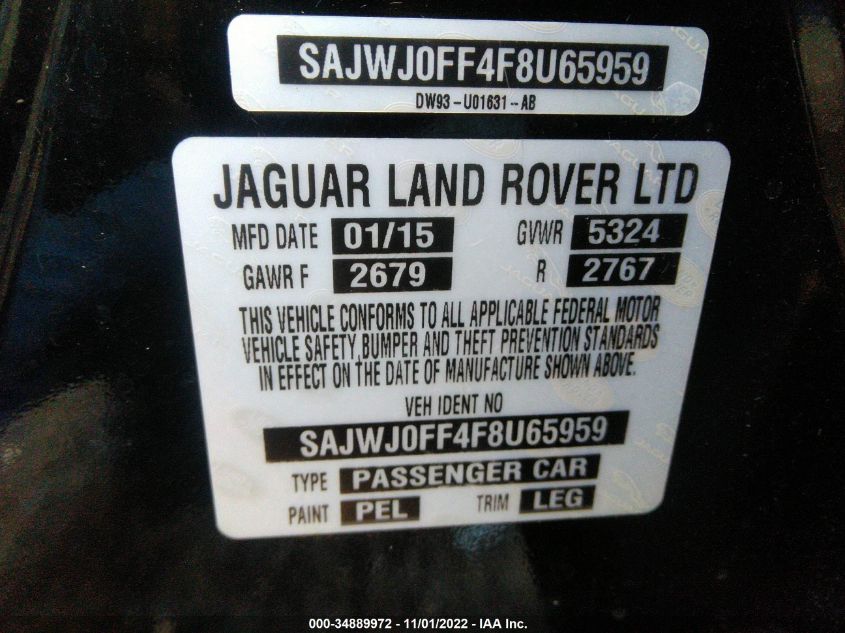 SAJWJ0FF4F8U65959
DW93-U01631-AB
JAGUAR LAND ROVER LTD
MFD DATE 01/15 GVWR 5324
GAWR F 2679 R 2767
THIS VEHICLE CONFORMS TO ALL APPLICABLE FEDERAL MOTOR
VEHICLE SAFETY,BUMPER AND THEFT PREVENTION STANDARDS
IN EFFECT ON THE DATE OF MANUFACTURE SHOWN ABOVE.
VEH IDENT NO
SAJWJ0FF4F8U65959
TYPE PASSENGER CAR
PAINT PEL TRIM LEG
000-34889972 - 11/01/2022 - IAA Inc.